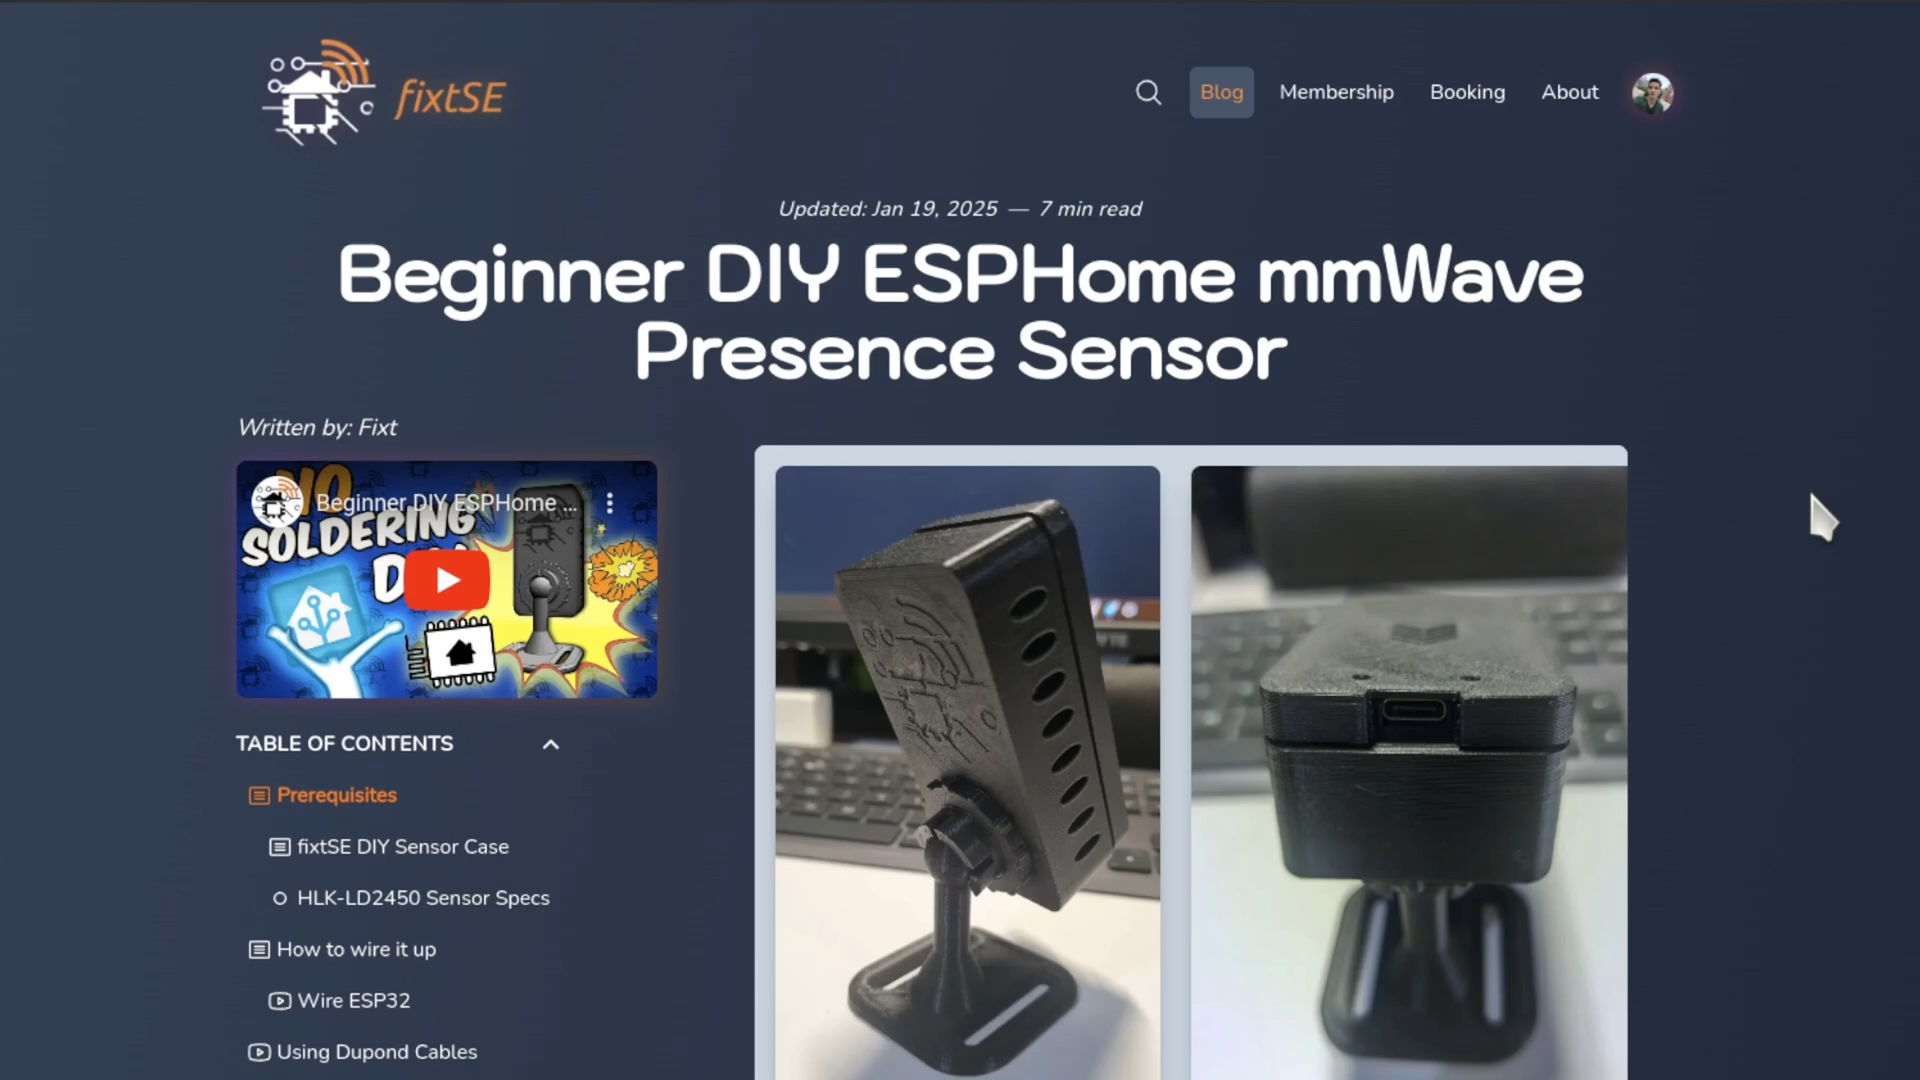 fixtSE
Blog
Membership
Booking
About
Updated: Jan 19, 2025 — 7 min read
Beginner DIY ESPHome mmWave
Presence Sensor
Written by: Fixt
NO
SOLDERING
Beginner DIY ESPHome ...
TABLE OF CONTENTS
Prerequisites
fixtSE DIY Sensor Case
HLK-LD2450 Sensor Specs
How to wire it up
Wire ESP32
Using Dupond Cables